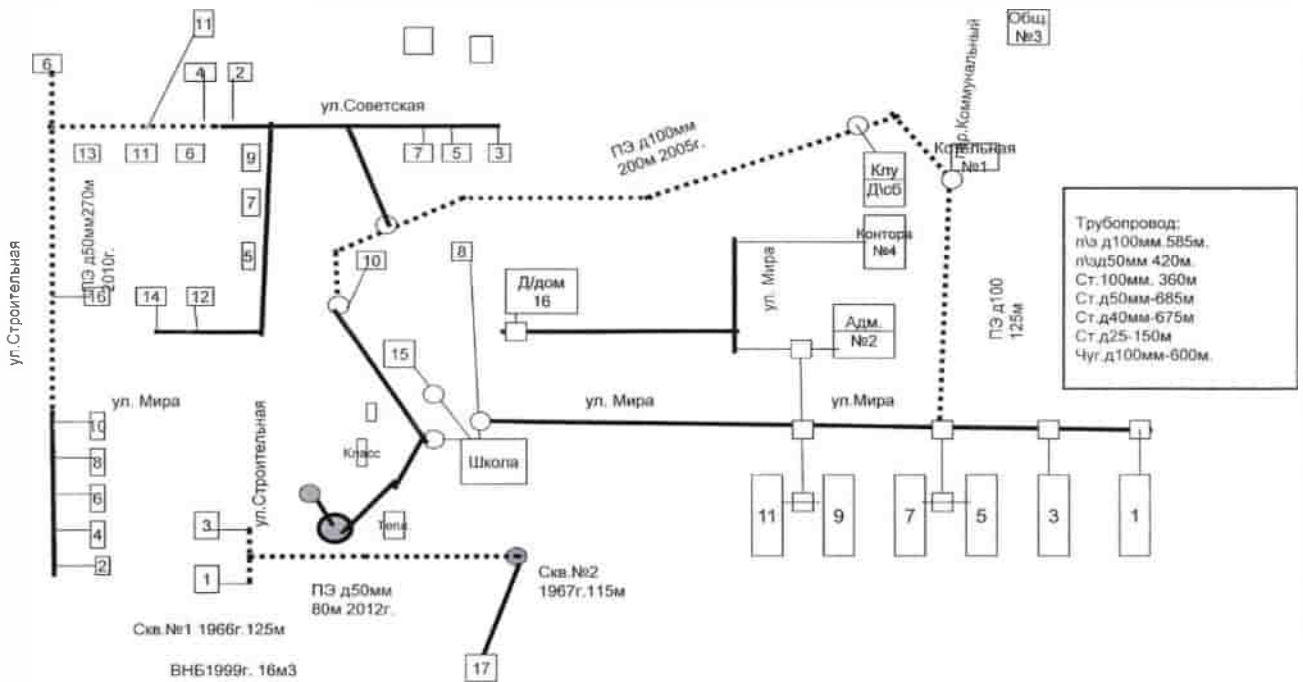 11
Общ.
№3
6
4
2
ул.Советская
пер.Коммунальный
13
11
6
9
7
5
3
ПЭ д100мм
200м 2005г.
Клу
Д\сб
Котельная
№1
7
ПЭ д50мм270м
2010г.
5
Контора
№4
Трубопровод;
п\э д100мм.585м.
п\эд50мм 420м.
Ст.100мм. 360м
Ст.д50мм-685м
Ст.д40мм-675м
Ст.д25-150м
Чуг.д100мм-600м.
ул.Строительная
10
8
ул. Мира
16
14
12
Д/дом
16
Адм.
№2
ПЭ д100
125м
15
ул. Мира
ул. Мира
ул.Мира
10
Класс
Школа
8
ул.Строительная
6
11
9
7
5
3
1
4
3
Тепл.
2
1
ПЭ д50мм
80м 2012г.
Скв.№2
1967г.115м
Скв.№1 1966г.125м
ВНБ1999г. 16м3
17